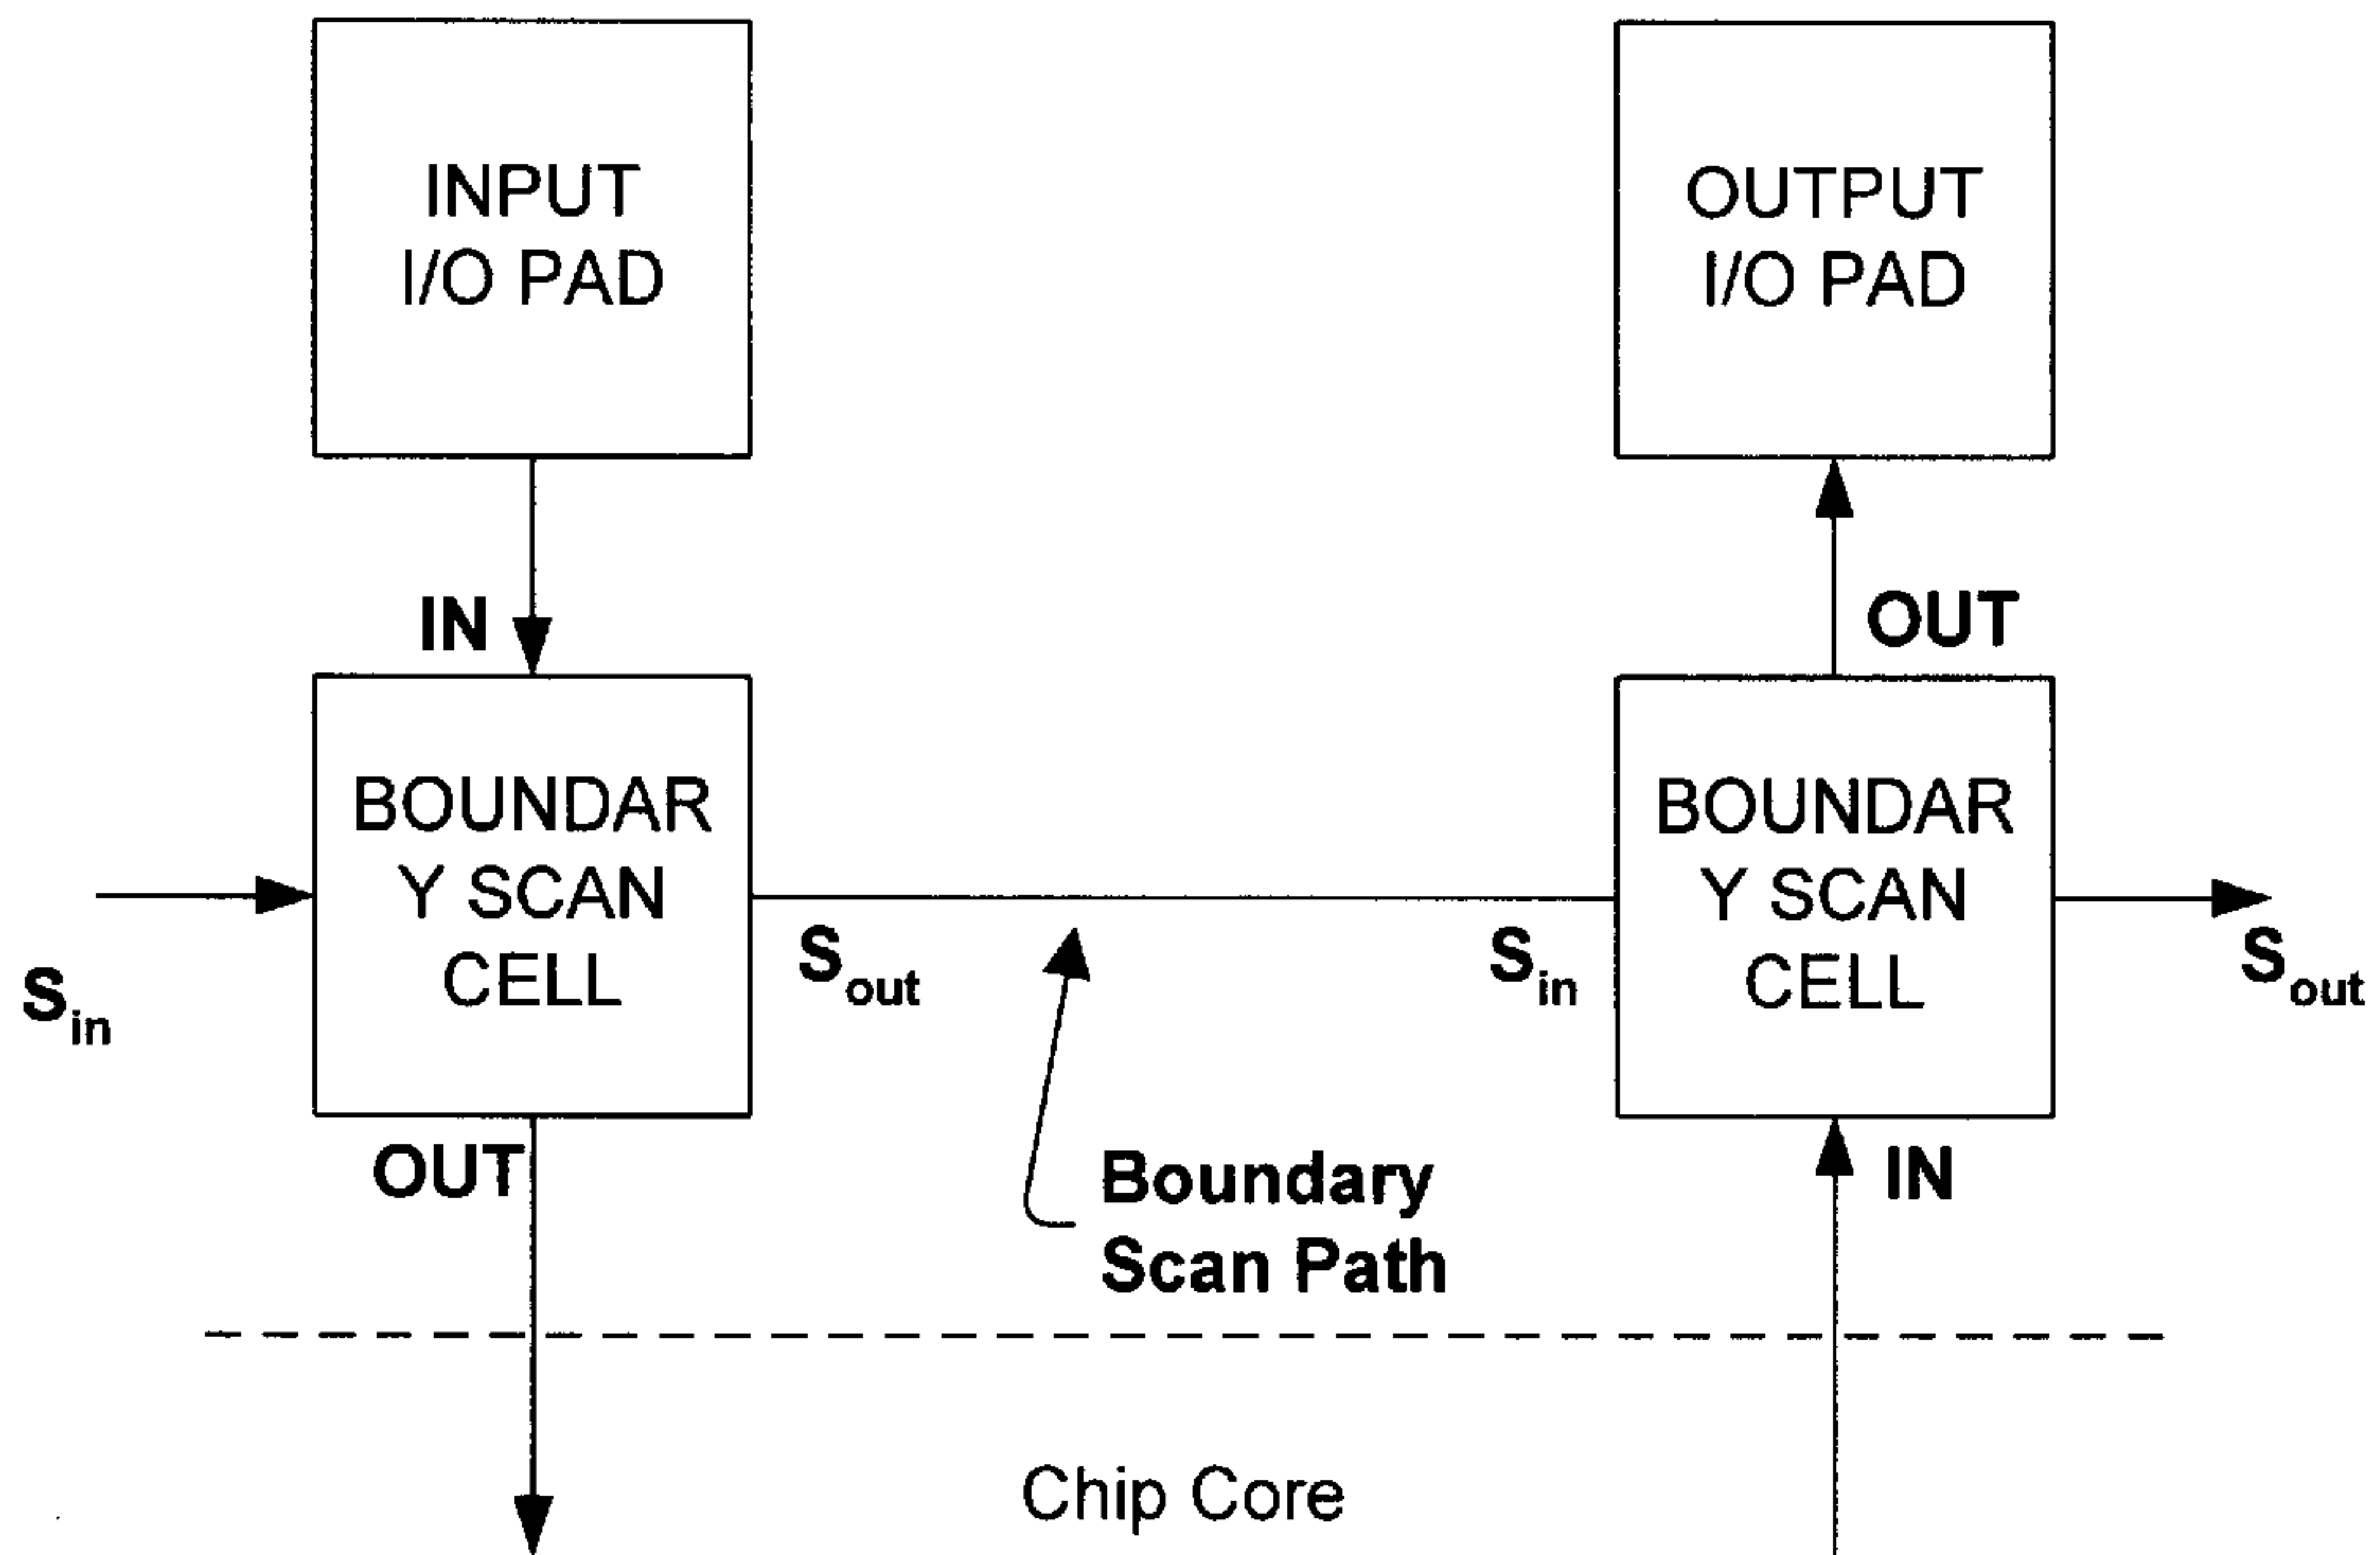 INPUT
I/O PAD
OUTPUT
I/O PAD
IN
OUT
BOUNDAR
Y SCAN
CELL
BOUNDAR
Y SCAN
CELL
Sin
Sout
Sin
Sout
OUT
IN
Boundary
Scan Path
Chip Core